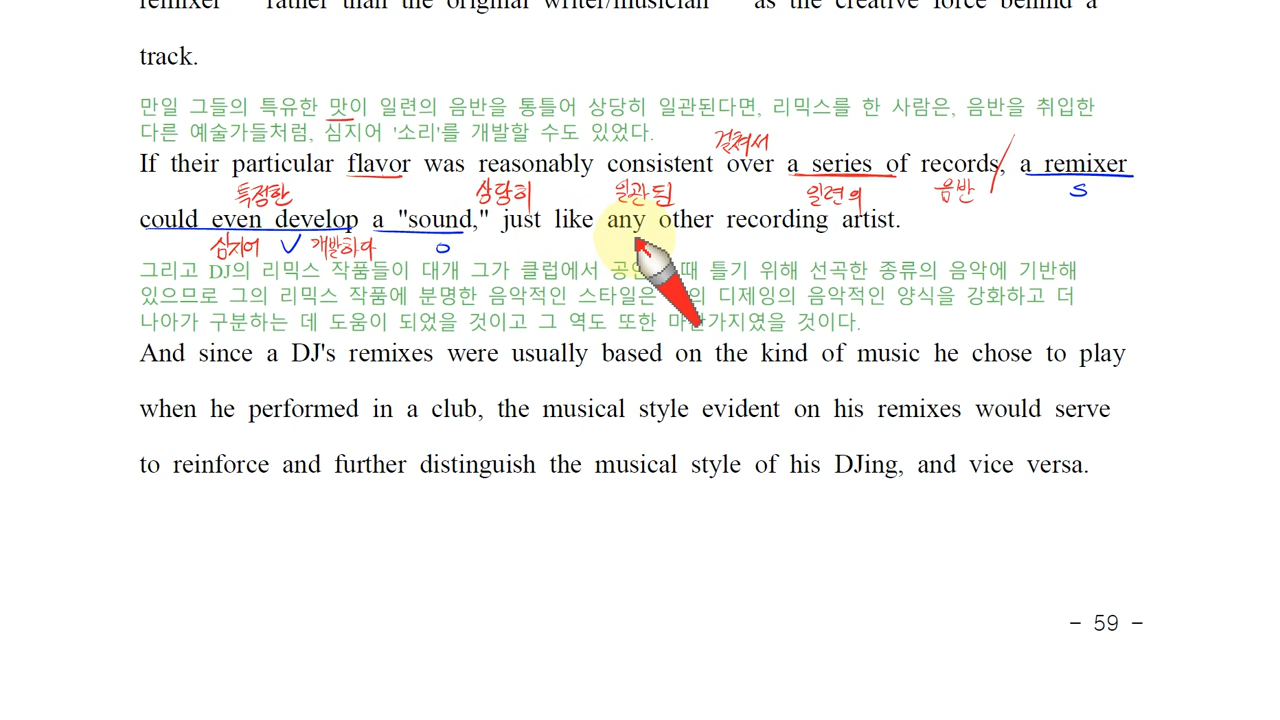 remixer rather than the original writer/musician as the creative force behind a
track.
만일 그들의 특유한 맛이 일련의 음반을 통틀어 상당히 일관된다면, 리믹스를 한 사람은, 음반을 취입한
다른 예술가들처럼, 심지어 '소리'를 개발할 수도 있었다.
걸쳐서
If their particular flavor was reasonably consistent over a series of records, a remixer
특정한 상당히 일관된 일련의 음반 S
could even develop a "sound," just like any other recording artist.
심지어 V 개발하다 O
그리고 DJ의 리믹스 작품들이 대개 그가 클럽에서 때 틀기 위해 선곡한 종류의 음악에 기반해
있으므로 그의 리믹스 작품에 분명한 음악적인 스타일은 디제잉의 음악적인 양식을 강화하고 더
나아가 구분하는 데 도움이 되었을 것이고 그 역도 또한 마찬가지였을 것이다.
And since a DJ's remixes were usually based on the kind of music he chose to play
when he performed in a club, the musical style evident on his remixes would serve
to reinforce and further distinguish the musical style of his DJing, and vice versa.
- 59 -